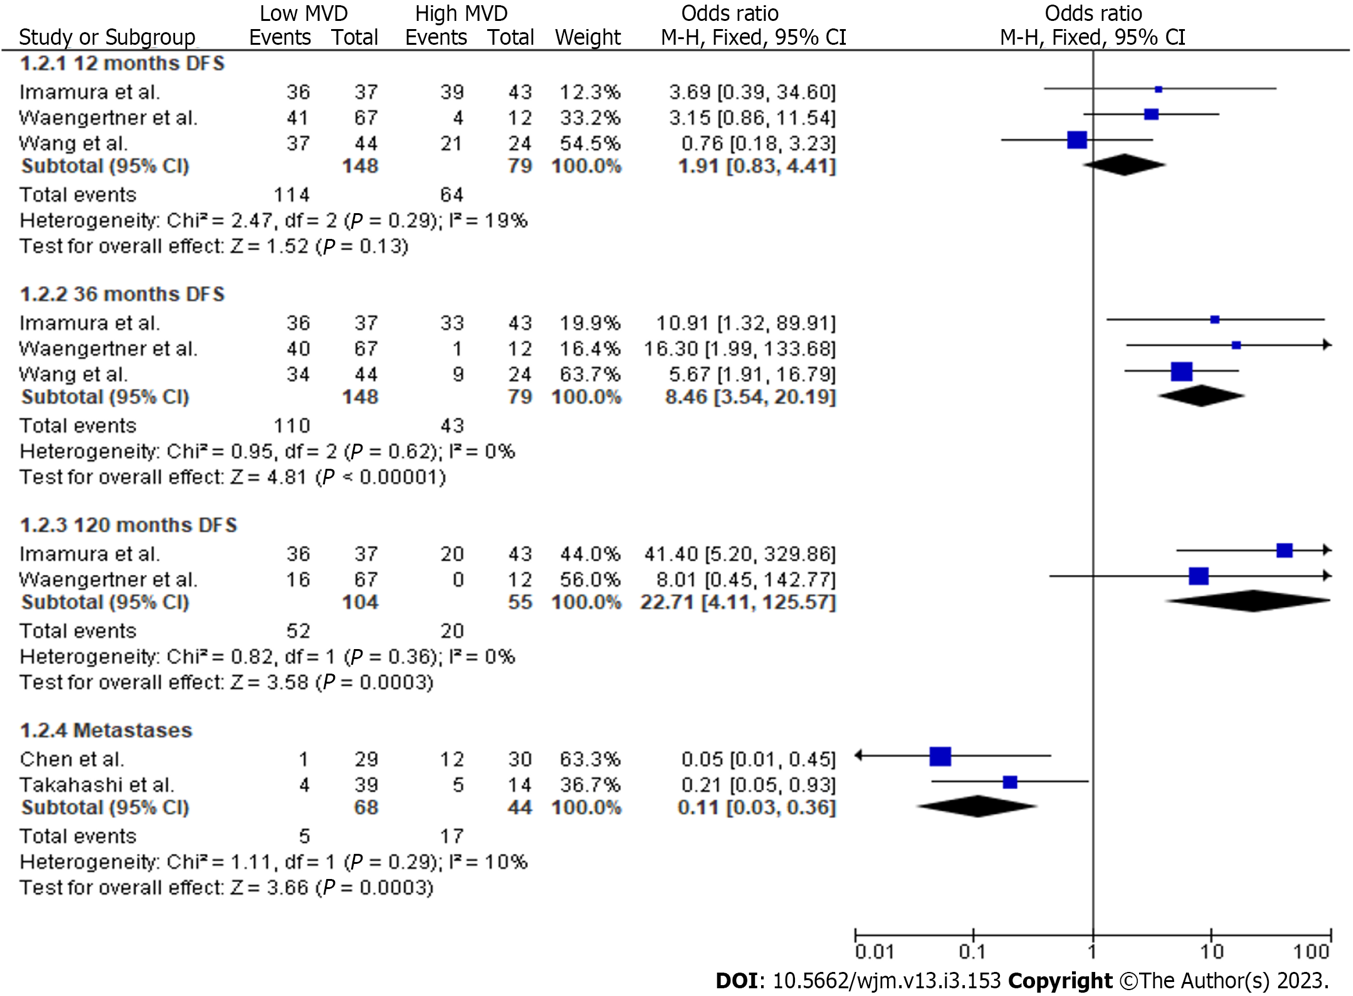 Low MVD High MVD Odds ratio Odds ratio
Study or Subgroup Events Total Events Total Weight M-H, Fixed, 95% CI M-H, Fixed, 95% CI
1.2.1 12 months DFS
Imamura et al. 36 37 39 43 12.3% 3.69 [0.39, 34.60]
Waengertner et al. 41 67 4 12 33.2% 3.15 [0.86, 11.54]
Wang et al. 37 44 21 24 54.5% 0.76 [0.18, 3.23]
Subtotal (95% CI) 148 79 100.0% 1.91 [0.83, 4.41]
Total events 114 64
Heterogeneity: Chi² = 2.47, df = 2 (P = 0.29); I² = 19%
Test for overall effect: Z = 1.52 (P = 0.13)
1.2.2 36 months DFS
Imamura et al. 36 37 33 43 19.9% 10.91 [1.32, 89.91]
Waengertner et al. 40 67 1 12 16.4% 16.30 [1.99, 133.68]
Wang et al. 34 44 9 24 63.7% 5.67 [1.91, 16.79]
Subtotal (95% CI) 148 79 100.0% 8.46 [3.54, 20.19]
Total events 110 43
Heterogeneity: Chi² = 0.95, df = 2 (P = 0.62); I² = 0%
Test for overall effect: Z = 4.81 (P < 0.00001)
1.2.3 120 months DFS
Imamura et al. 36 37 20 43 44.0% 41.40 [5.20, 329.86]
Waengertner et al. 16 67 0 12 56.0% 8.01 [0.45, 142.77]
Subtotal (95% CI) 104 55 100.0% 22.71 [4.11, 125.57]
Total events 52 20
Heterogeneity: Chi² = 0.82, df = 1 (P = 0.36); I² = 0%
Test for overall effect: Z = 3.58 (P = 0.0003)
1.2.4 Metastases
Chen et al. 1 29 12 30 63.3% 0.05 [0.01, 0.45]
Takahashi et al. 4 39 5 14 36.7% 0.21 [0.05, 0.93]
Subtotal (95% CI) 68 44 100.0% 0.11 [0.03, 0.36]
Total events 5 17
Heterogeneity: Chi² = 1.11, df = 1 (P = 0.29); I² = 10%
Test for overall effect: Z = 3.66 (P = 0.0003)
0.01 0.1 1 10 100
DOI: 10.5662/wjm.v13.i3.153 Copyright ©The Author(s) 2023.